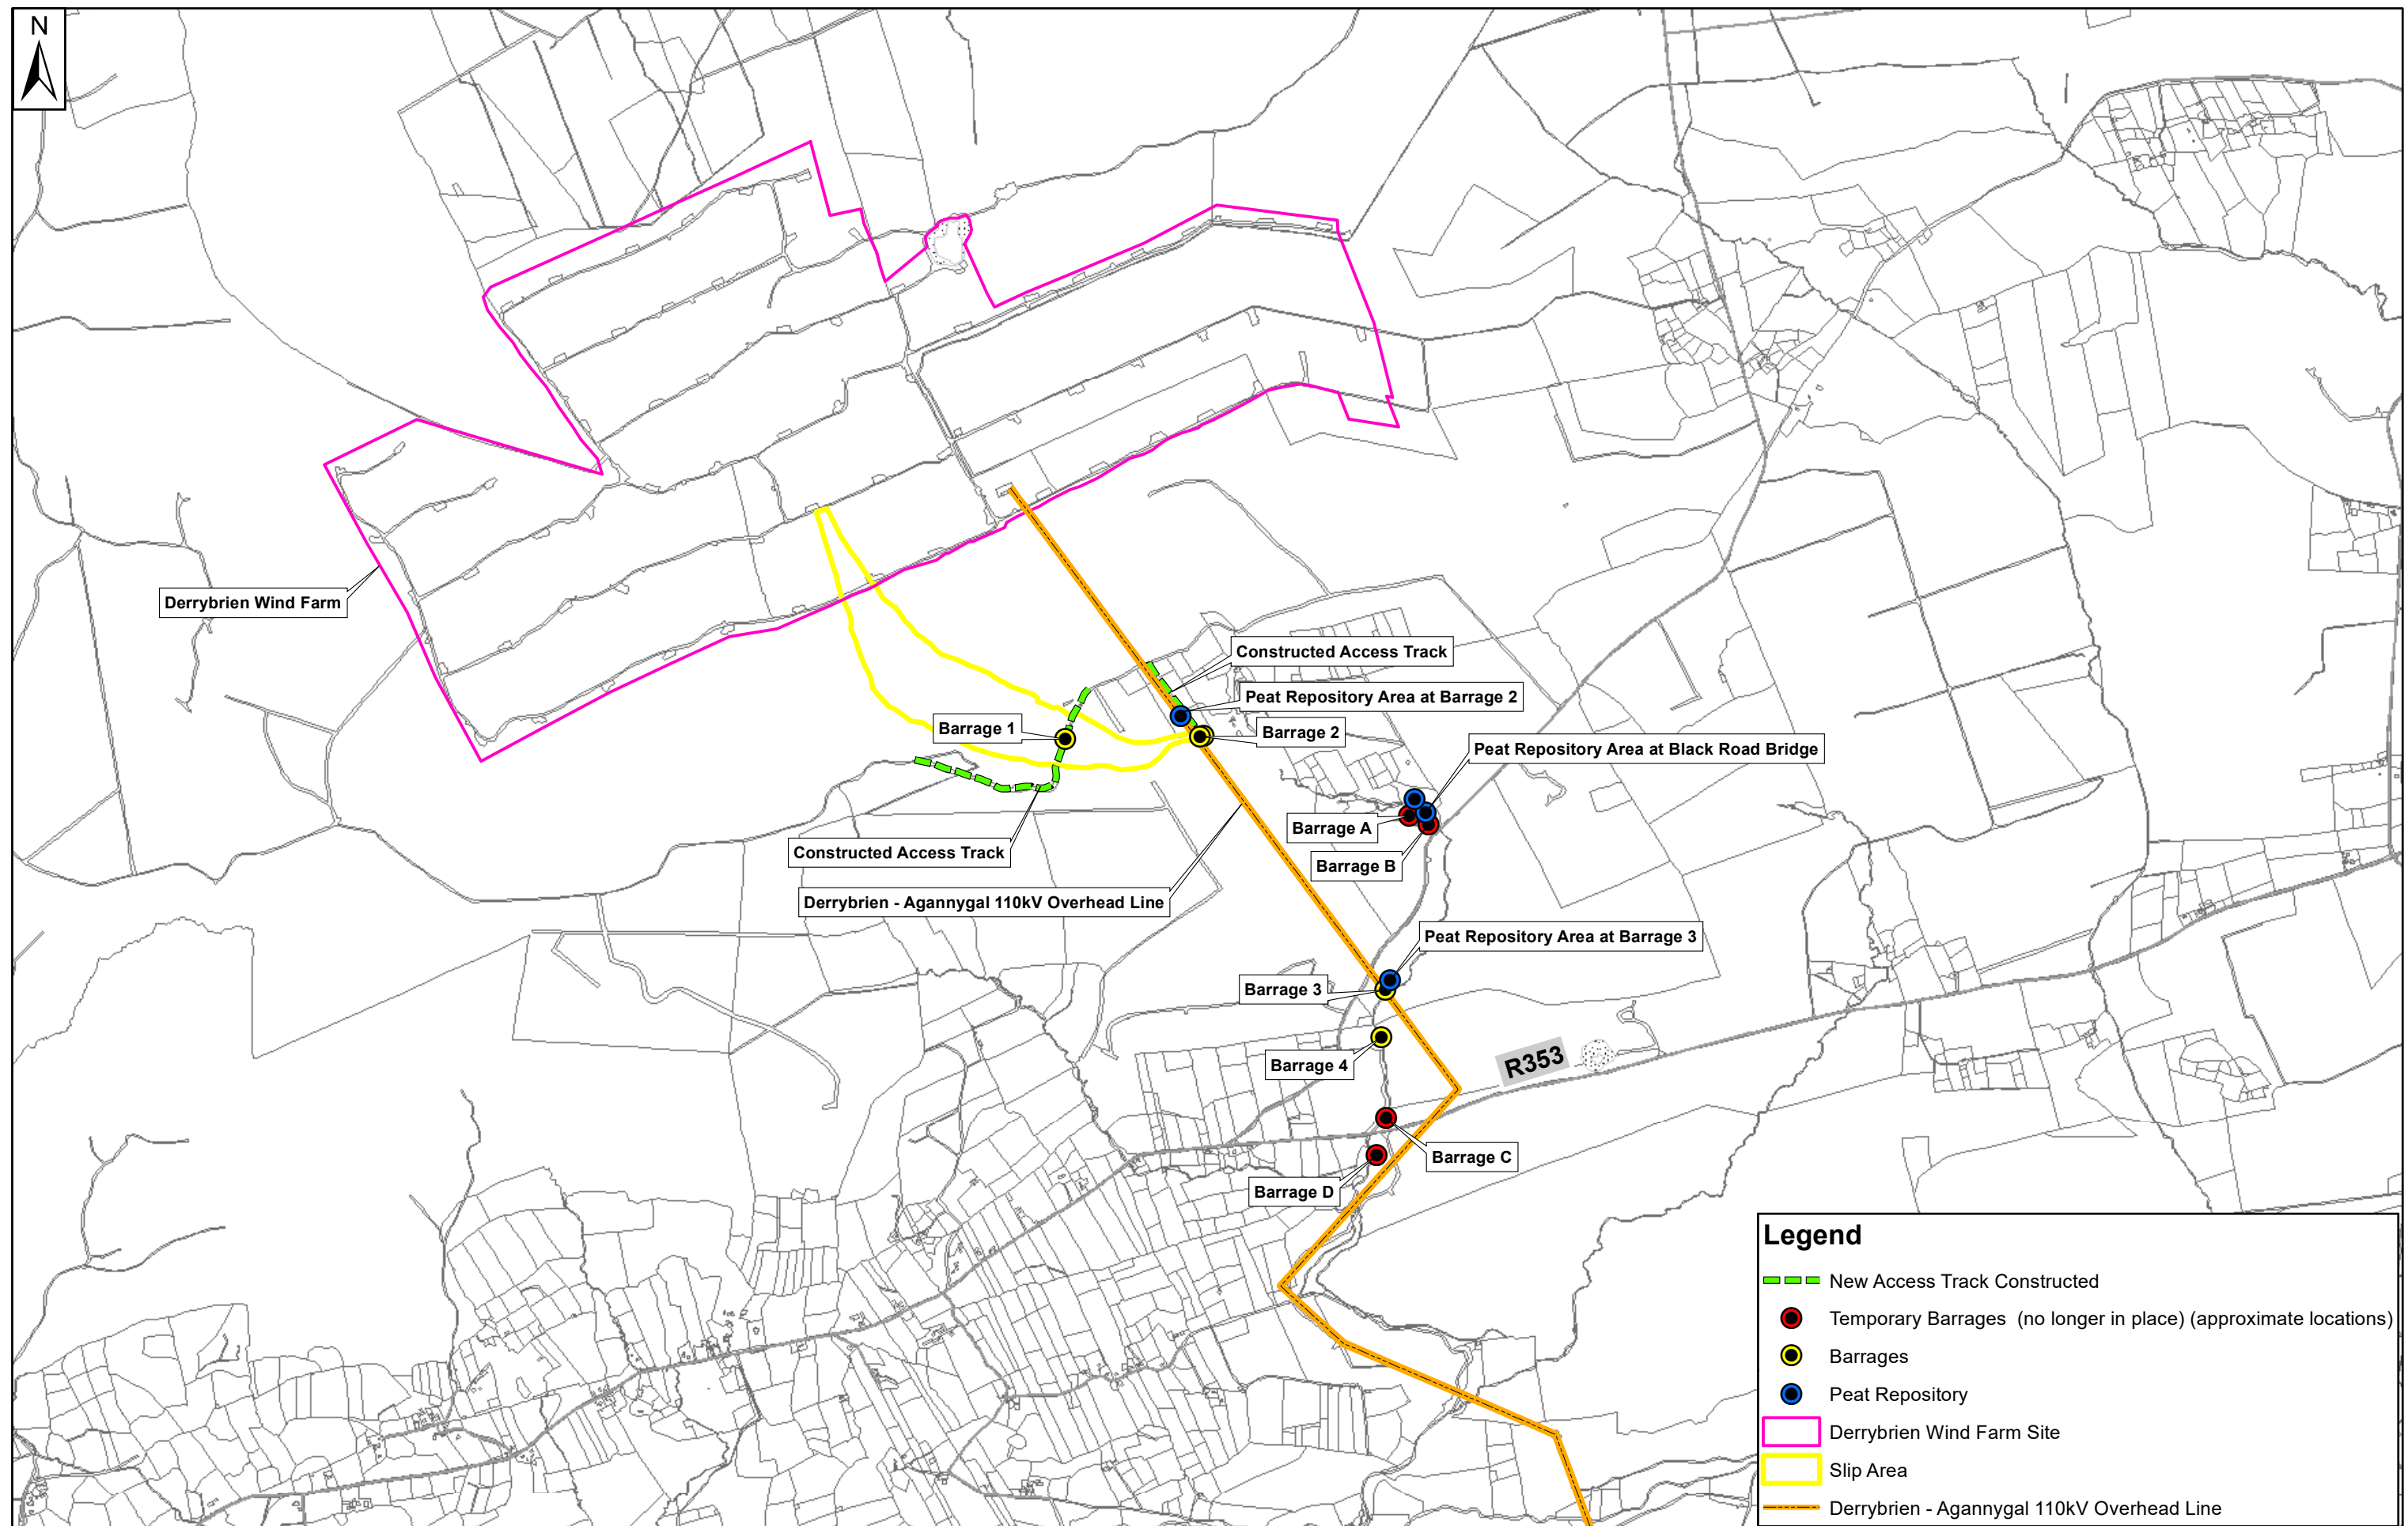 N
Derrybrien Wind Farm
Constructed Access Track
Peat Repository Area at Barrage 2
Barrage 1
Barrage 2
Peat Repository Area at Black Road Bridge
Barrage A
Constructed Access Track
Barrage B
Derrybrien - Agannygal 110kV Overhead Line
Peat Repository Area at Barrage 3
Barrage 3
Barrage 4
R353
Barrage C
Barrage D
Legend
New Access Track Constructed
Temporary Barrages (no longer in place) (approximate locations)
Barrages
Peat Repository
Derrybrien Wind Farm Site
Slip Area
Derrybrien - Agannygal 110kV Overhead Line